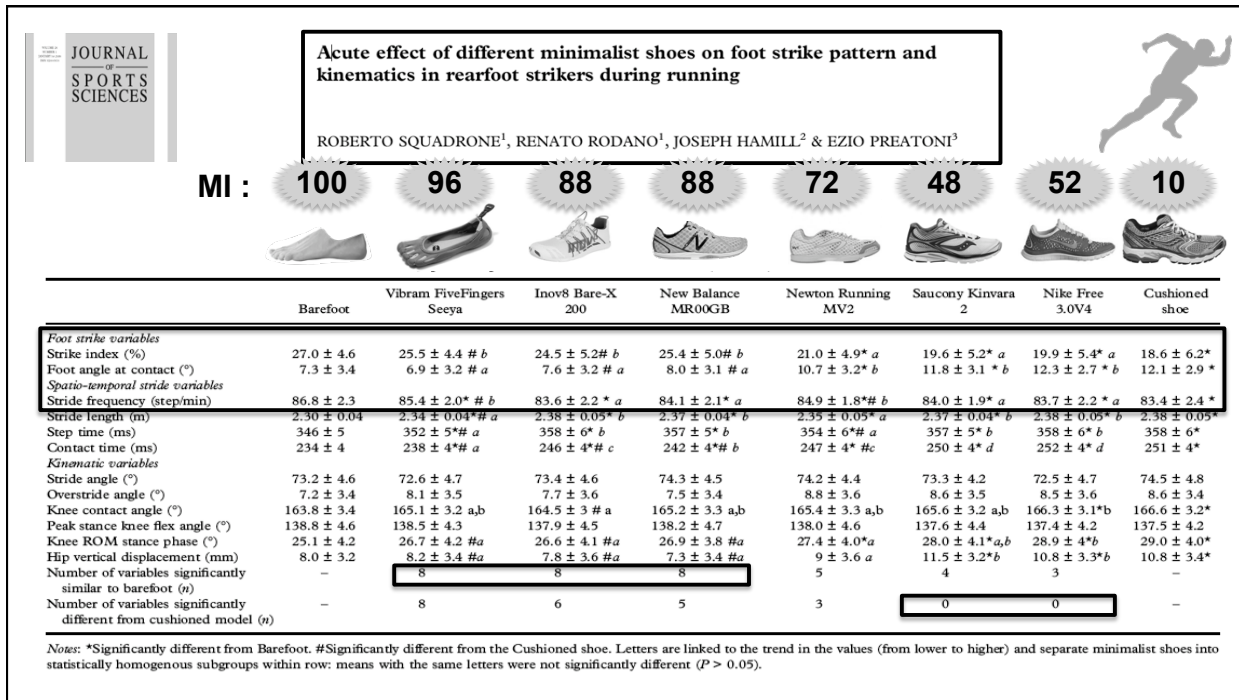 JOURNAL
OF
SPORTS
SCIENCES
Acute effect of different minimalist shoes on foot strike pattern and
kinematics in rearfoot strikers during running
ROBERTO SQUADRONE¹, RENATO RODANO¹, JOSEPH HAMILL² & EZIO PREATONI³
MI : 100 96 88 88 72 48 52 10
Barefoot Vibram FiveFingers Seeya Inov8 Bare-X 200 New Balance MR00GB Newton Running MV2 Saucony Kinvara 2 Nike Free 3.0V4 Cushioned shoe
Foot strike variables
Strike index (%) 27.0 ± 4.6 25.5 ± 4.4 # b 24.5 ± 5.2# b 25.4 ± 5.0# b 21.0 ± 4.9* a 19.6 ± 5.2* a 19.9 ± 5.4* a 18.6 ± 6.2*
Foot angle at contact (°) 7.3 ± 3.4 6.9 ± 3.2 # a 7.6 ± 3.2 # a 8.0 ± 3.1 # a 10.7 ± 3.2* b 11.8 ± 3.1 * b 12.3 ± 2.7 * b 12.1 ± 2.9 *
Spatio-temporal stride variables
Stride frequency (step/min) 86.8 ± 2.3 85.4 ± 2.0* # b 83.6 ± 2.2 * a 84.1 ± 2.1* a 84.9 ± 1.8*# b 84.0 ± 1.9* a 83.7 ± 2.2 * a 83.4 ± 2.4 *
Stride length (m) 2.30 ± 0.04 2.34 ± 0.04*# a 2.38 ± 0.05* b 2.37 ± 0.04* b 2.35 ± 0.05* a 2.37 ± 0.04* b 2.38 ± 0.05* b 2.38 ± 0.05*
Step time (ms) 346 ± 5 352 ± 5*# a 358 ± 6* b 357 ± 5* b 354 ± 6*# a 357 ± 5* b 358 ± 6* b 358 ± 6*
Contact time (ms) 234 ± 4 238 ± 4*# a 246 ± 4*# c 242 ± 4*# b 247 ± 4* #c 250 ± 4* d 252 ± 4* d 251 ± 4*
Kinematic variables
Stride angle (°) 73.2 ± 4.6 72.6 ± 4.7 73.4 ± 4.6 74.3 ± 4.5 74.2 ± 4.4 73.3 ± 4.2 72.5 ± 4.7 74.5 ± 4.8
Overstride angle (°) 7.2 ± 3.4 8.1 ± 3.5 7.7 ± 3.6 7.5 ± 3.4 8.8 ± 3.6 8.6 ± 3.5 8.5 ± 3.6 8.6 ± 3.4
Knee contact angle (°) 163.8 ± 3.4 165.1 ± 3.2 a,b 164.5 ± 3 # a 165.2 ± 3.3 a,b 165.4 ± 3.3 a,b 165.6 ± 3.2 a,b 166.3 ± 3.1*b 166.6 ± 3.2*
Peak stance knee flex angle (°) 138.8 ± 4.6 138.5 ± 4.3 137.9 ± 4.5 138.2 ± 4.7 138.0 ± 4.6 137.6 ± 4.4 137.4 ± 4.2 137.5 ± 4.2
Knee ROM stance phase (°) 25.1 ± 4.2 26.7 ± 4.2 #a 26.6 ± 4.1 #a 26.9 ± 3.8 #a 27.4 ± 4.0*a 28.0 ± 4.1*a,b 28.9 ± 4*b 29.0 ± 4.0*
Hip vertical displacement (mm) 8.0 ± 3.2 8.2 ± 3.4 #a 7.8 ± 3.6 #a 7.3 ± 3.4 #a 9 ± 3.6 a 11.5 ± 3.2*b 10.8 ± 3.3*b 10.8 ± 3.4*
Number of variables significantly – 8 8 8 5 4 3 –
similar to barefoot (n)
Number of variables significantly – 8 6 5 3 0 0 –
different from cushioned model (n)
Notes: *Significantly different from Barefoot. #Significantly different from the Cushioned shoe. Letters are linked to the trend in the values (from lower to higher) and separate minimalist shoes into
statistically homogenous subgroups within row: means with the same letters were not significantly different (P > 0.05).